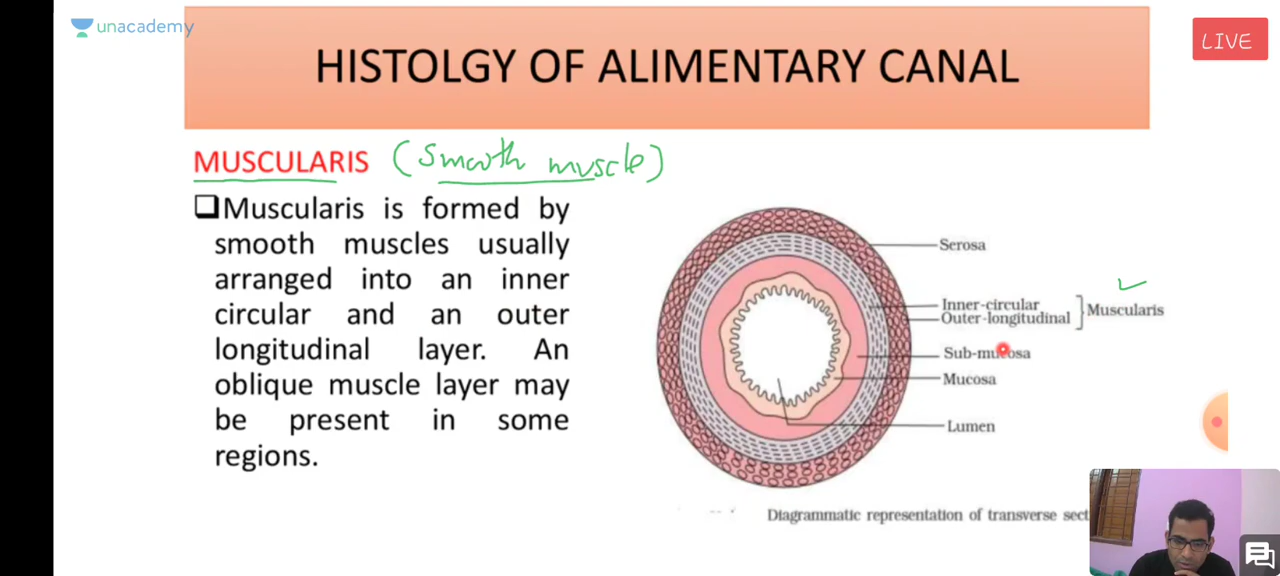 unacademy
LIVE
HISTOLGY OF ALIMENTARY CANAL
MUSCULARIS (Smooth muscle)
Muscularis is formed by
smooth muscles usually
arranged into an inner
circular and an outer
longitudinal layer. An
oblique muscle layer may
be present in some
regions.
Serosa
Inner-circular
Outer-longitudinal
Muscularis
Sub-mucosa
Mucosa
Lumen
Diagrammatic representation of transverse sect